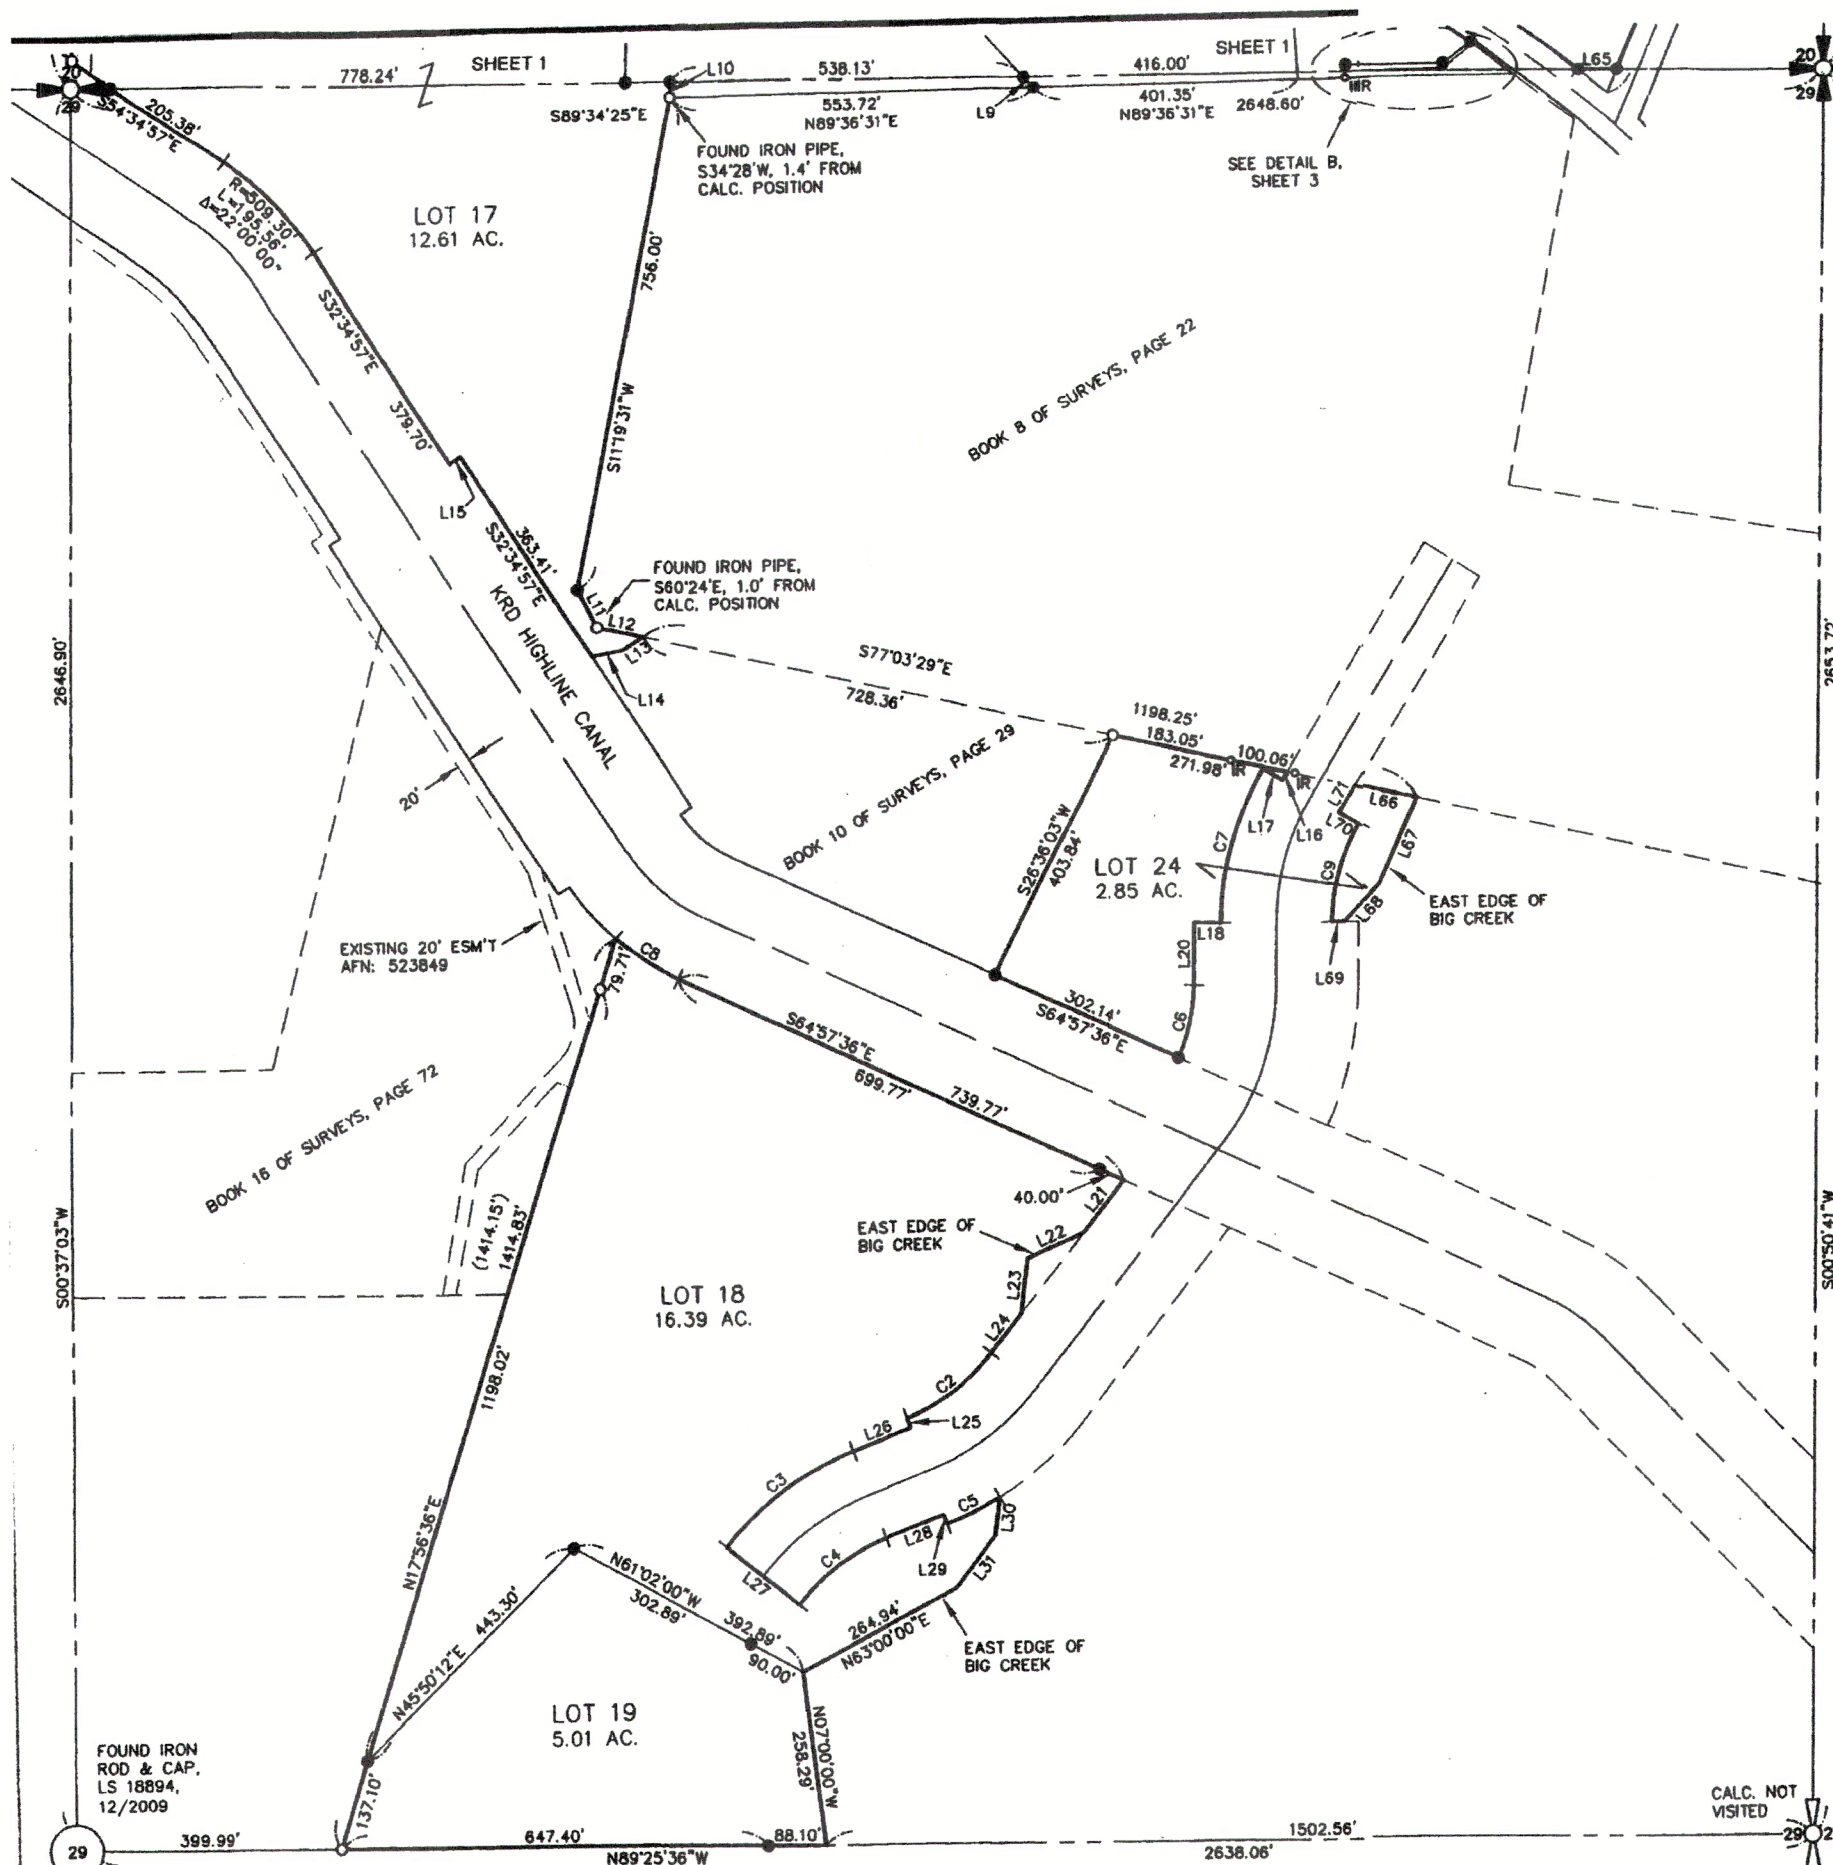 SHEET 1
SHEET 1
778.24'
L10
538.13'
416.00'
L65
20
29
20
29
205.38'
S54°34'57"E
S89°34'25"E
553.72'
N89°36'31"E
L9
401.35'
N89°36'31"E
2648.60'
FOUND IRON PIPE,
S34°28'W, 1.4' FROM
CALC. POSITION
SEE DETAIL B,
SHEET 3
R=509.30'
L=195.56'
Δ=22°00'00"
LOT 17
12.61 AC.
756.00'
S11°19'31"W
S32°34'57"E
379.70'
BOOK 8 OF SURVEYS, PAGE 22
L15
363.41'
S32°34'57"E
FOUND IRON PIPE,
S60°24'E, 1.0' FROM
CALC. POSITION
L11
L12
L13
L14
KRD HIGHLINE CANAL
2646.90'
2653.72'
S77°03'29"E
728.36'
1198.25'
183.05'
271.98'
IR
100.06'
IR
L17
L16
L71
L66
L70
L67
20'
BOOK 10 OF SURVEYS, PAGE 29
S26°36'03"W
403.84'
LOT 24
2.85 AC.
C7
C9
L68
EAST EDGE OF
BIG CREEK
L18
L20
L69
EXISTING 20' ESM'T
AFN: 523849
C8
79.71'
302.14'
S64°57'36"E
C6
S64°57'36"E
699.77'
739.77'
BOOK 16 OF SURVEYS, PAGE 72
40.00'
L21
EAST EDGE OF
BIG CREEK
L22
L23
L24
(1414.15')
1414.83'
S00°37'03"W
S00°50'41"W
LOT 18
16.39 AC.
1198.02'
C2
L25
L26
C3
C5
L30
L28
L29
C4
L31
L27
N17°56'36"E
N61°02'00"W
302.89'
392.89'
90.00'
264.94'
N63°00'00"E
EAST EDGE OF
BIG CREEK
N45°50'12"E 443.30'
LOT 19
5.01 AC.
N07°00'00"W
258.29'
FOUND IRON
ROD & CAP,
LS 18894,
12/2009
137.10'
CALC. NOT
VISITED
29
399.99'
647.40'
N89°25'36"W
88.10'
1502.56'
2638.06'
29